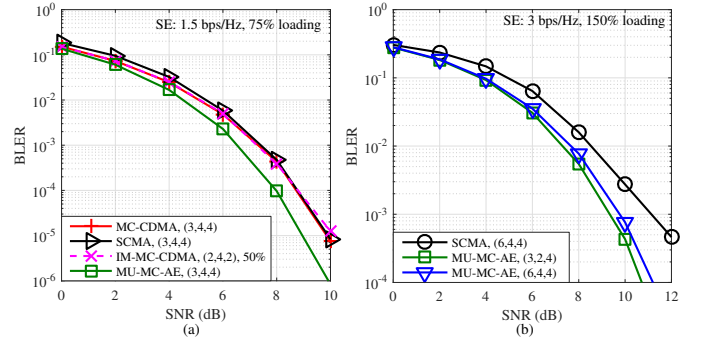 SE: 1.5 bps/Hz, 75% loading
10^0
10^-1
10^-2
10^-3
10^-4
10^-5
10^-6
BLER
MC-CDMA, (3,4,4)
SCMA, (3,4,4)
IM-MC-CDMA, (2,4,2), 50%
MU-MC-AE, (3,4,4)
0 2 4 6 8 10
SNR (dB)
(a)
SE: 3 bps/Hz, 150% loading
10^0
10^-1
10^-2
10^-3
10^-4
BLER
SCMA, (6,4,4)
MU-MC-AE, (3,2,4)
MU-MC-AE, (6,4,4)
0 2 4 6 8 10 12
SNR (dB)
(b)